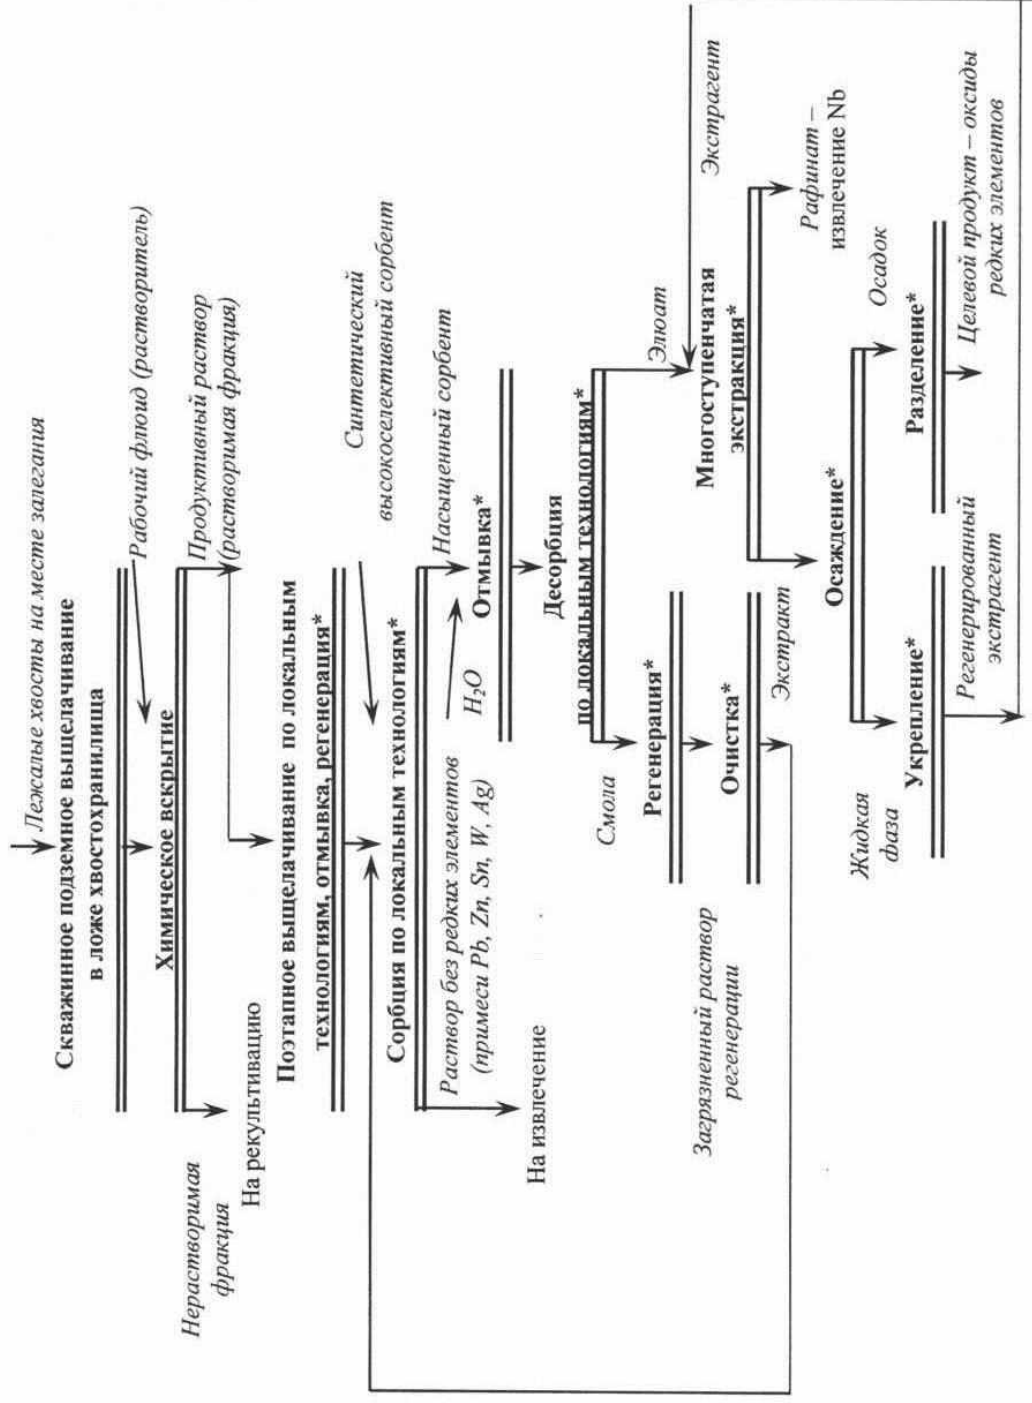 Лежалые хвосты на месте залегания
Скважинное подземное выщелачивание
в ложе хвостохранилища
Рабочий флюид (растворитель)
Химическое вскрытие
Нерастворимая
фракция
Продуктивный раствор
(растворимая фракция)
На рекультивацию
Поэтапное выщелачивание по локальным
технологиям, отмывка, регенерация*
Синтетический
высокоселективный сорбент
Сорбция по локальным технологиям*
Раствор без редких элементов
(примеси Pb, Zn, Sn, W, Ag)
H₂O
Насыщенный сорбент
Отмывка*
На извлечение
Десорбция
по локальным технологиям*
Смола
Элюат
Регенерация*
Экстрагент
Многоступенчатая
экстракция*
Загрязненный раствор
регенерации
Очистка*
Экстракт
Рафинат –
извлечение Nb
Осаждение*
Жидкая
фаза
Осадок
Укрепление*
Разделение*
Регенерированный
экстрагент
Целевой продукт – оксиды
редких элементов